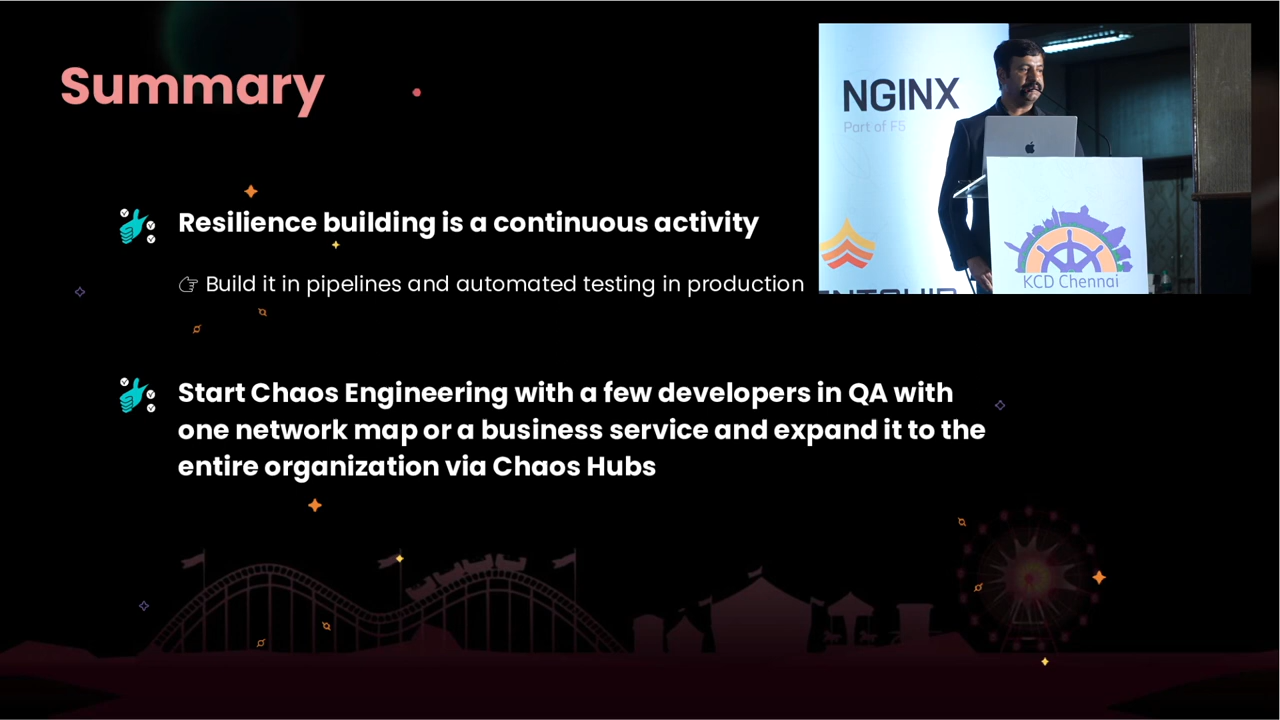 Summary
NGINX
Part of F5
Resilience building is a continuous activity
☞ Build it in pipelines and automated testing in production
KCD Chennai
Start Chaos Engineering with a few developers in QA with
one network map or a business service and expand it to the
entire organization via Chaos Hubs